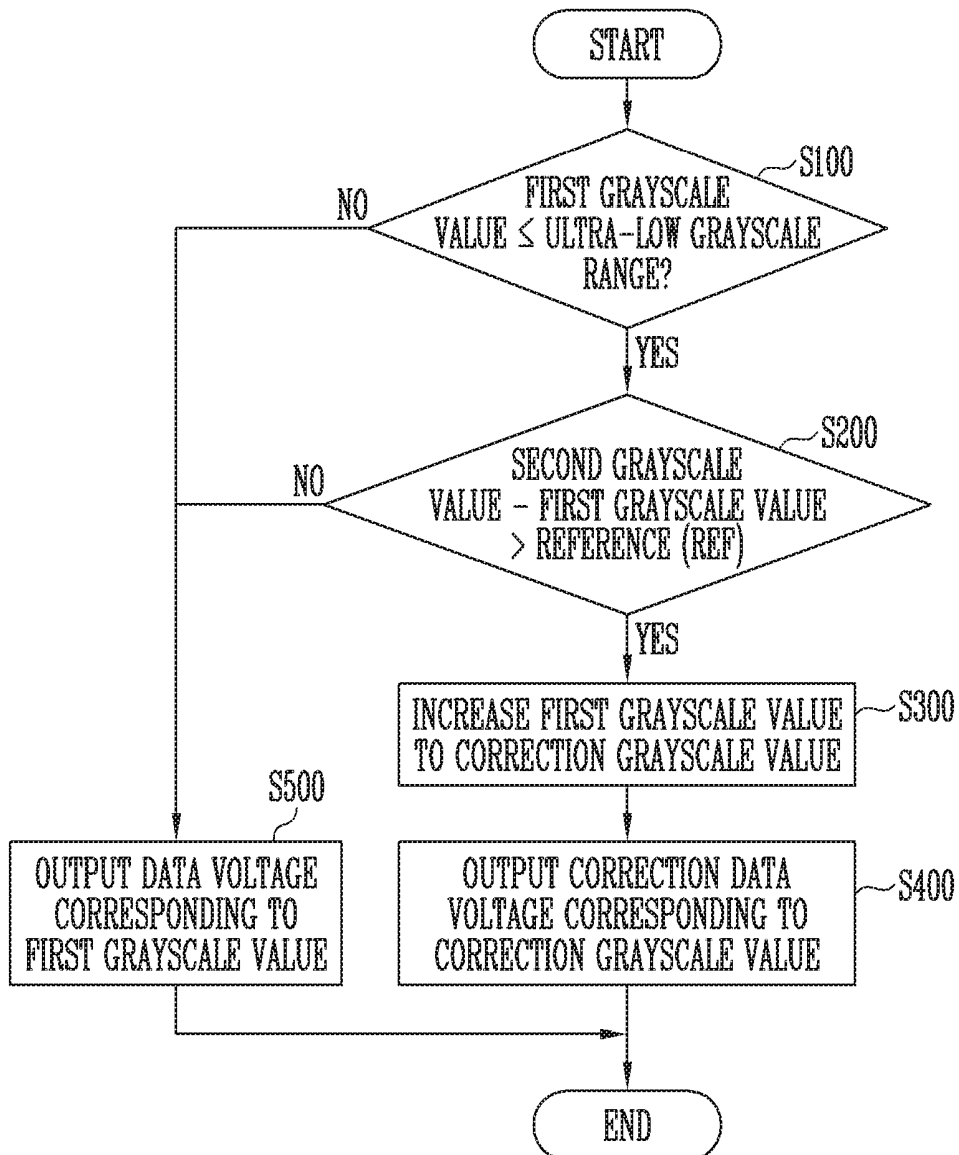 START
S100
FIRST GRAYSCALE
VALUE ≤ ULTRA-LOW GRAYSCALE
RANGE?
NO
YES
S200
SECOND GRAYSCALE
VALUE - FIRST GRAYSCALE VALUE
> REFERENCE (REF)
NO
YES
S300
INCREASE FIRST GRAYSCALE VALUE
TO CORRECTION GRAYSCALE VALUE
S500
OUTPUT DATA VOLTAGE
CORRESPONDING TO
FIRST GRAYSCALE VALUE
S400
OUTPUT CORRECTION DATA
VOLTAGE CORRESPONDING TO
CORRECTION GRAYSCALE VALUE
END